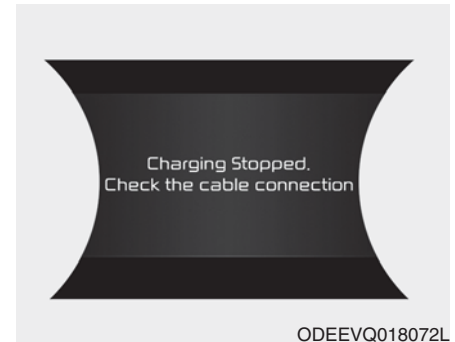 Charging Stopped.
Check the cable connection
ODEEVQ018072L